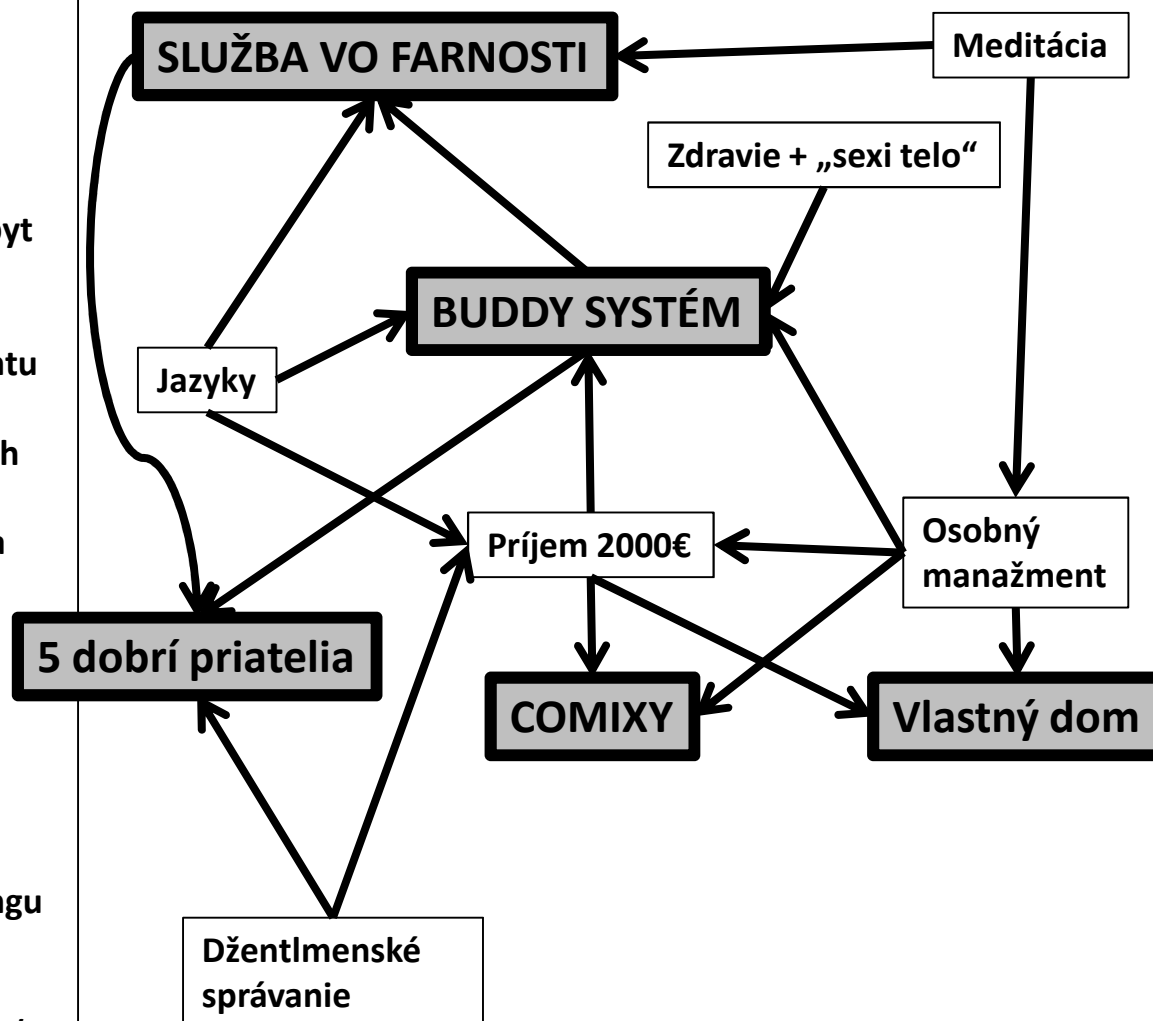 SLUŽBA VO FARNOSTI
Meditácia
Zdravie + „sexi telo“
BUDDY SYSTÉM
Jazyky
Príjem 2000€
Osobný
manažment
5 dobrí priatelia
COMIXY
Vlastný dom
Džentlmenské
správanie